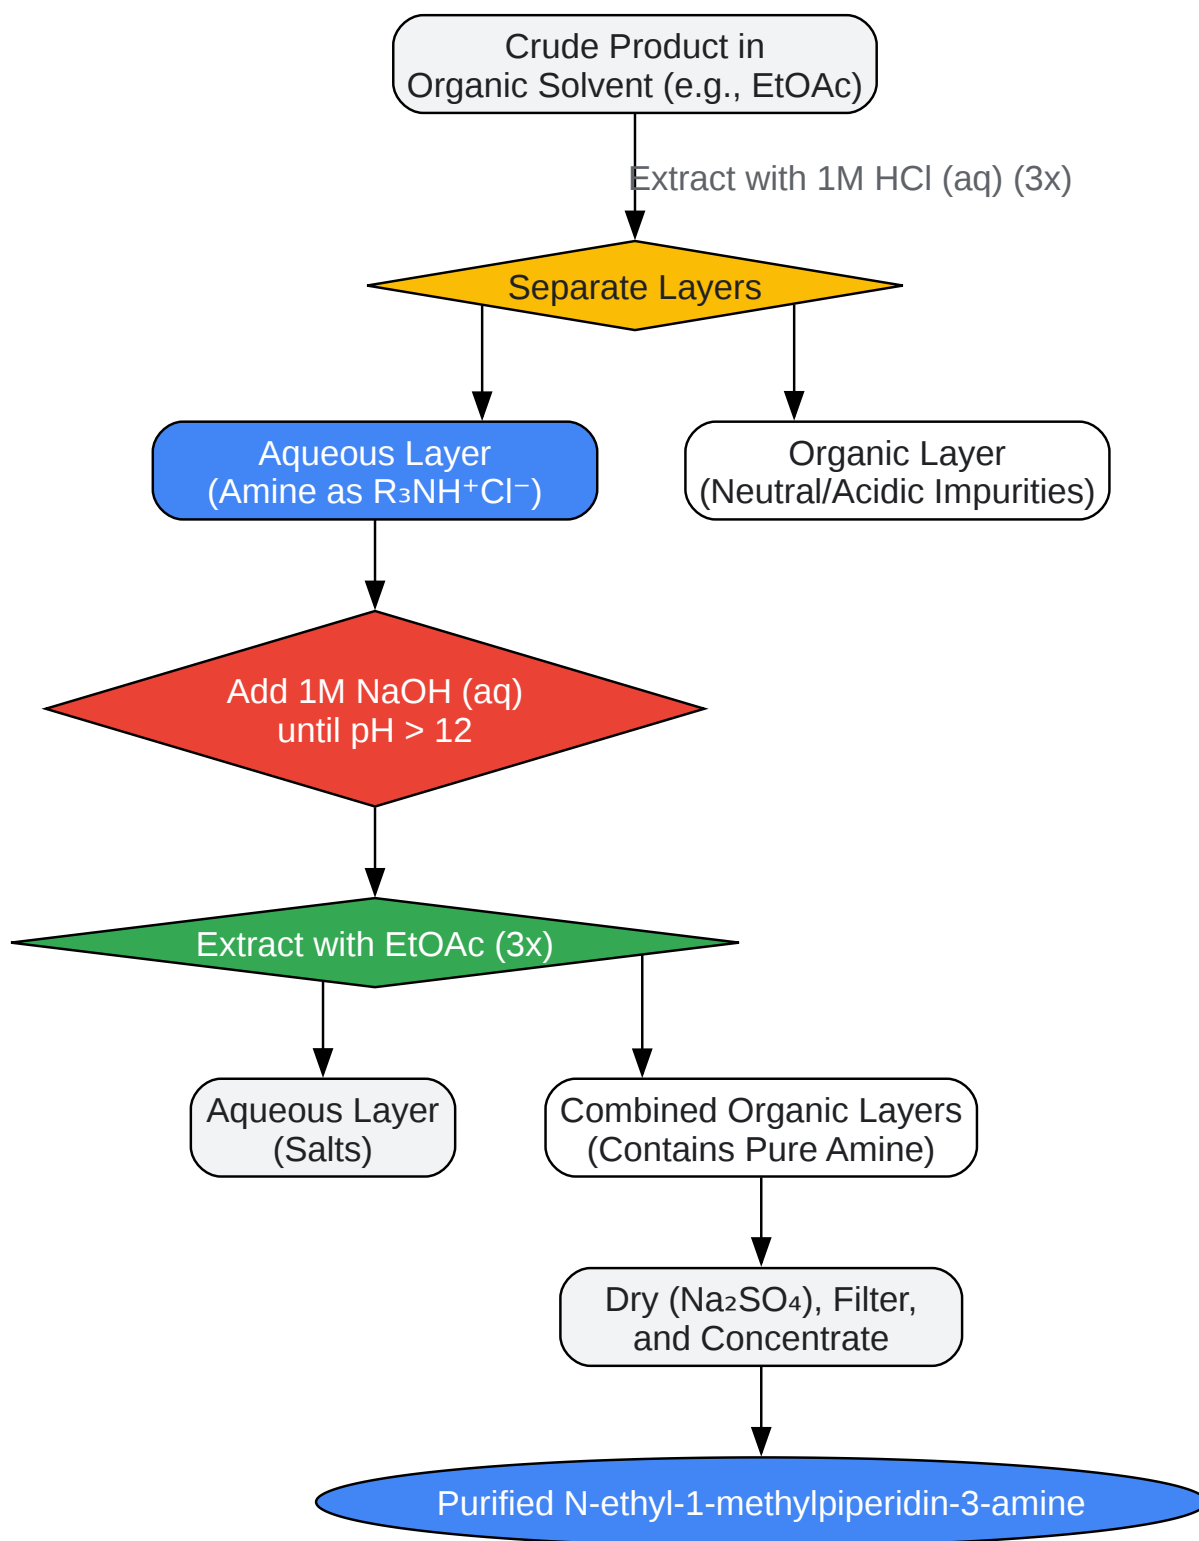 Crude Product in
Organic Solvent (e.g., EtOAc)
Extract with 1M HCl (aq) (3x)
Separate Layers
Aqueous Layer
(Amine as R₃NH⁺Cl⁻)
Organic Layer
(Neutral/Acidic Impurities)
Add 1M NaOH (aq)
until pH > 12
Extract with EtOAc (3x)
Aqueous Layer
(Salts)
Combined Organic Layers
(Contains Pure Amine)
Dry (Na₂SO₄), Filter,
and Concentrate
Purified N-ethyl-1-methylpiperidin-3-amine